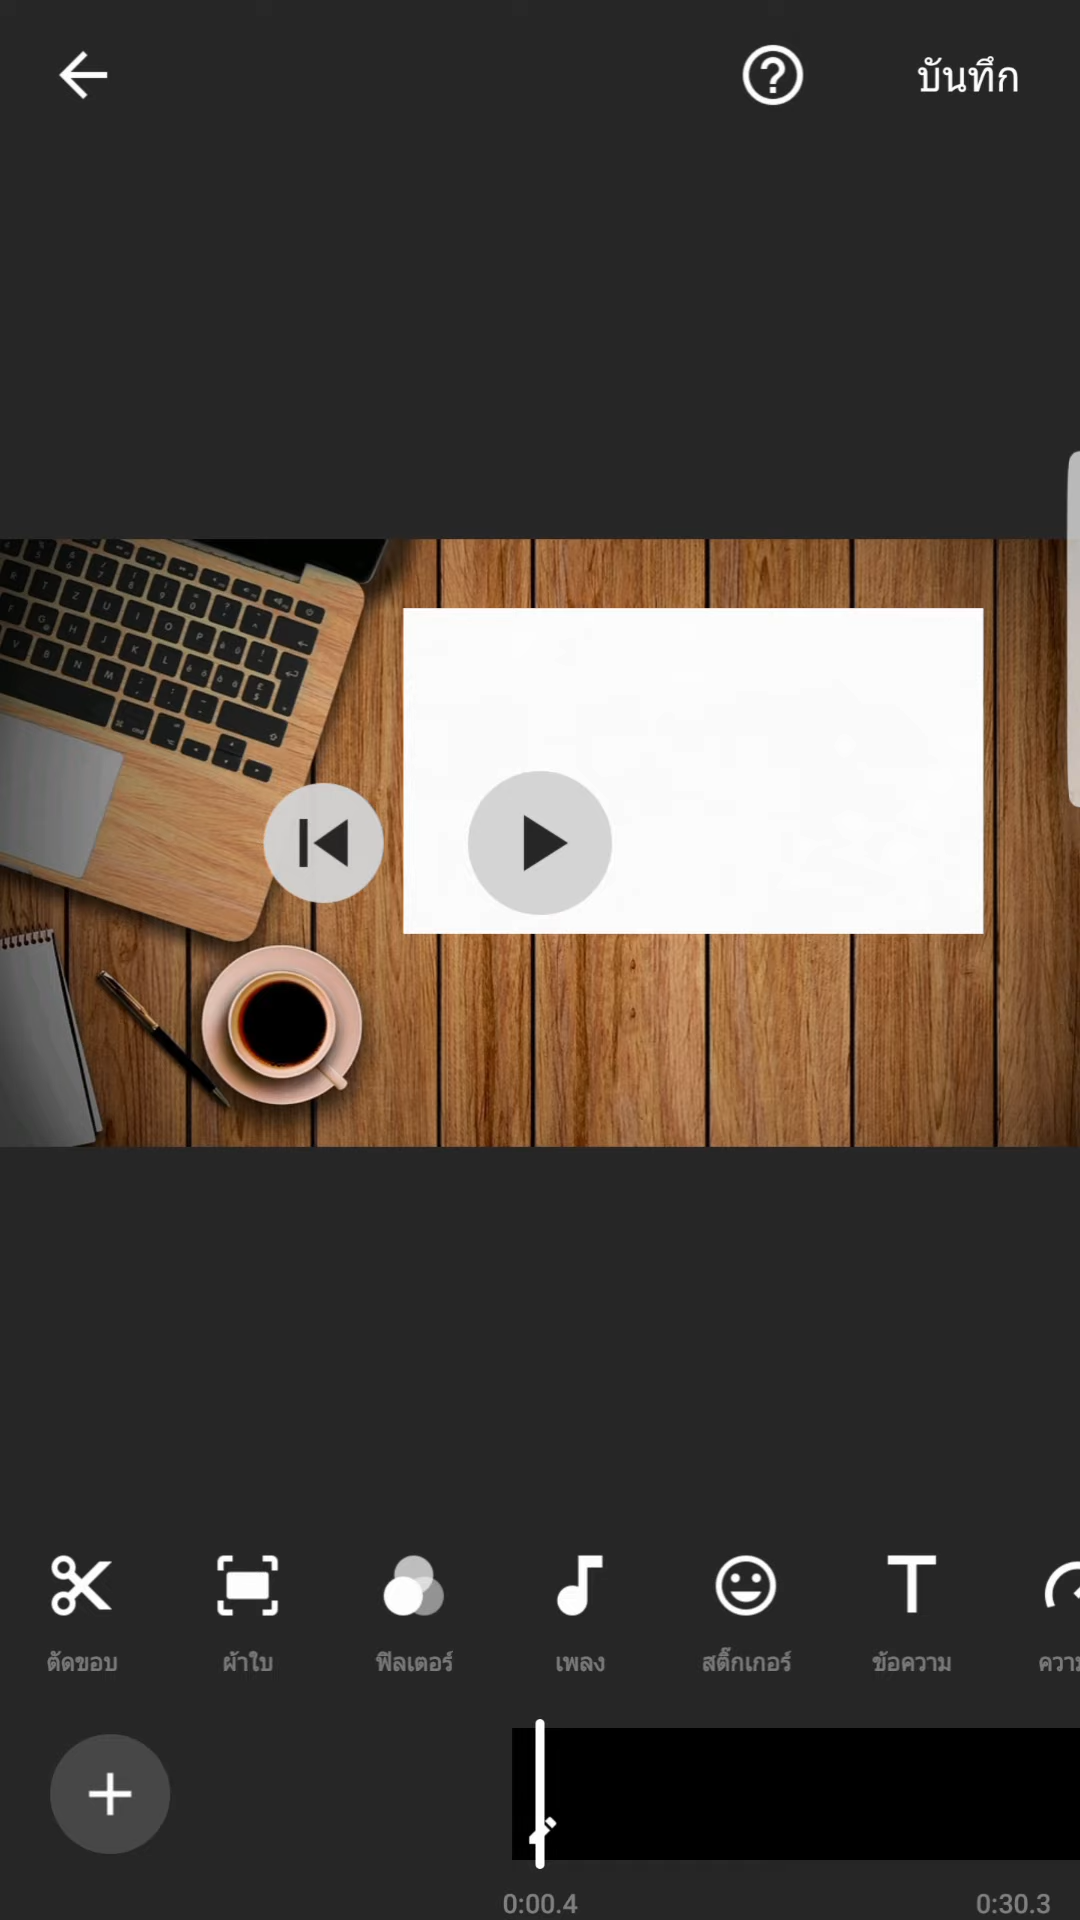 บันทึก
ตัดขอบ
ผ้าใบ
ฟิลเตอร์
เพลง
สติ๊กเกอร์
ข้อความ
0:00.4
0:30.3